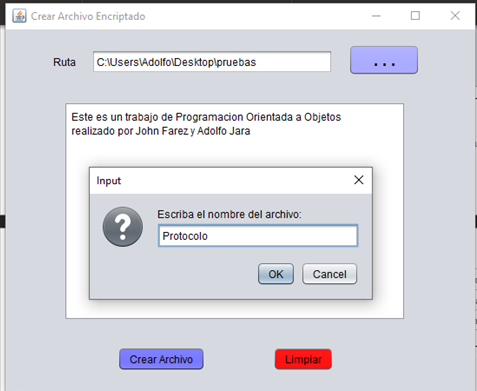 Crear Archivo Encriptado
Ruta
C:\Users\Adolfo\Desktop\pruebas
...
Este es un trabajo de Programacion Orientada a Objetos
realizado por John Farez y Adolfo Jara
Input
Escriba el nombre del archivo:
Protocolo
OK
Cancel
Crear Archivo
Limpiar